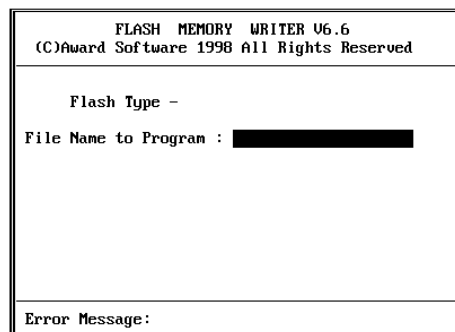 FLASH MEMORY WRITER V6.6
(C)Award Software 1998 All Rights Reserved
Flash Type -
File Name to Program :
Error Message: